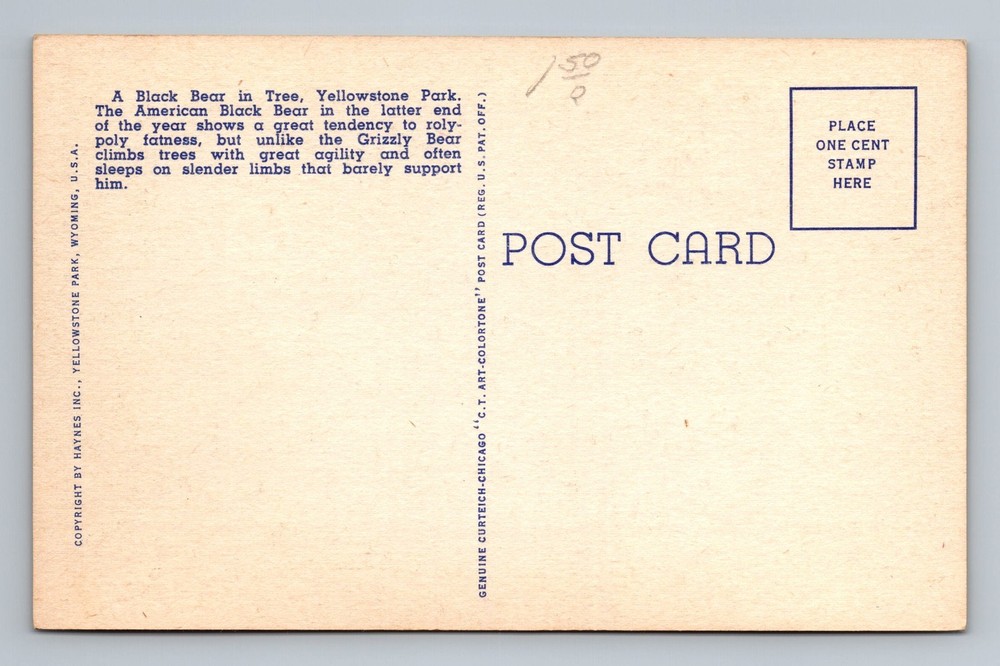 A Black Bear in Tree, Yellowstone Park.
The American Black Bear in the latter end
of the year shows a great tendency to roly-
poly fatness, but unlike the Grizzly Bear
climbs trees with great agility and often
sleeps on slender limbs that barely support
him.
COPYRIGHT BY HAYNES INC., YELLOWSTONE PARK, WYOMING, U.S.A.
GENUINE CURTEICH-CHICAGO "C.T. ART-COLORTONE" POST CARD (REG. U.S. PAT. OFF.)
1 50
POST CARD
PLACE
ONE CENT
STAMP
HERE